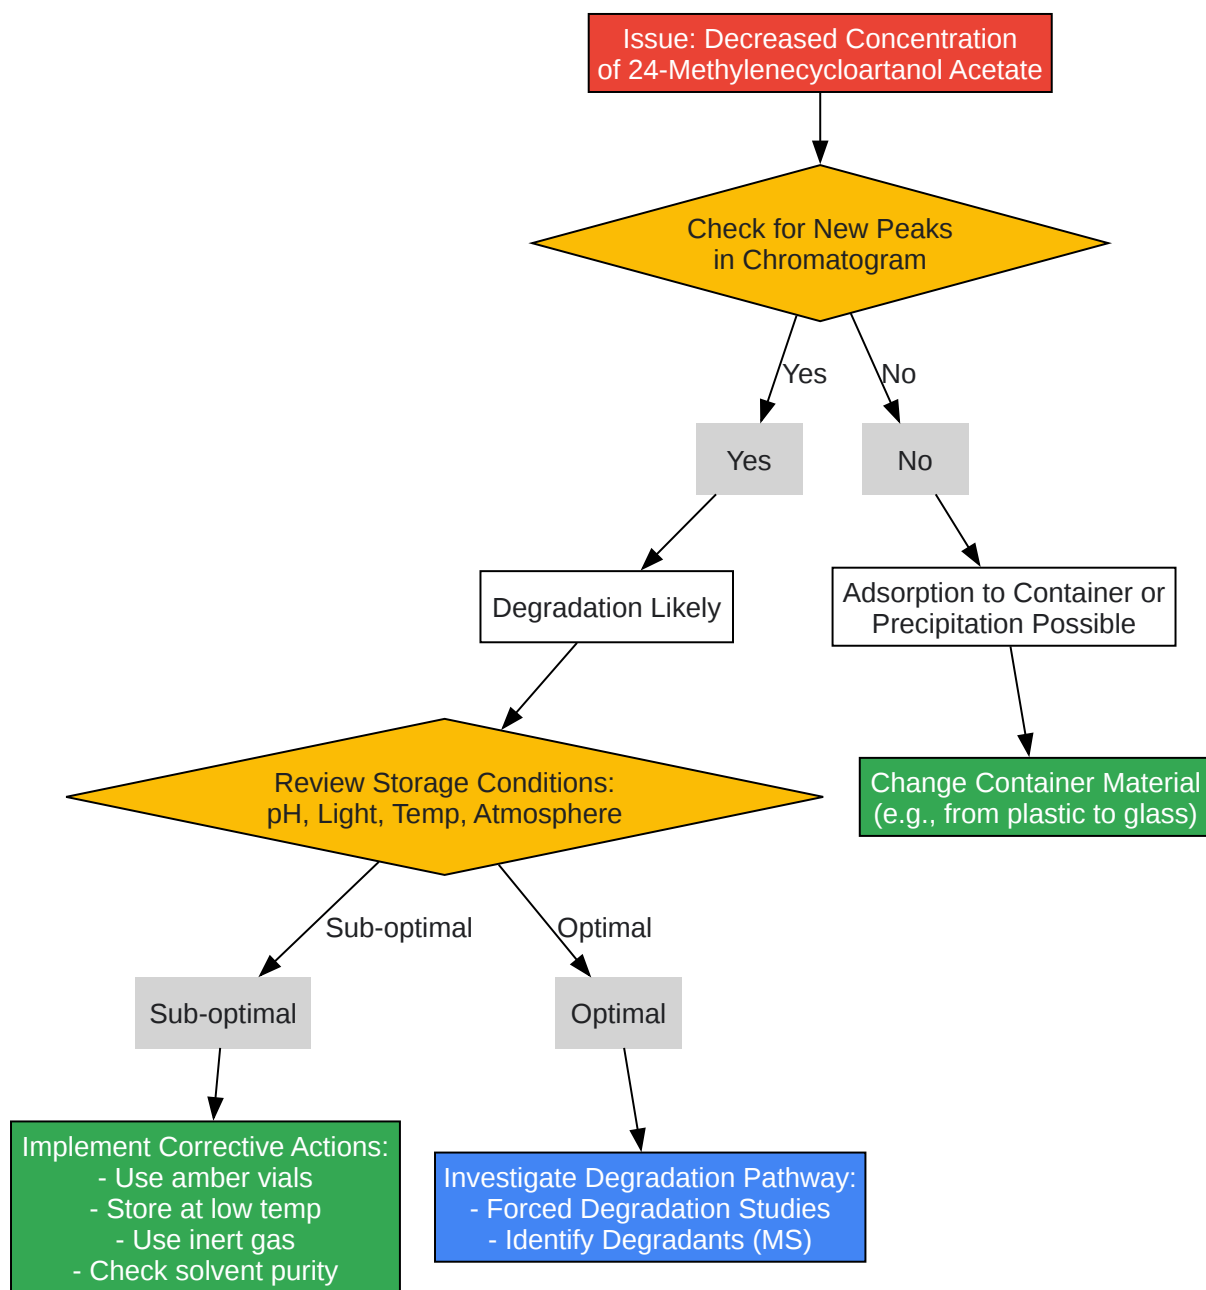 Issue: Decreased Concentration
of 24-Methylenecycloartanol Acetate
Check for New Peaks
in Chromatogram
Yes
No
Yes
No
Degradation Likely
Adsorption to Container or
Precipitation Possible
Review Storage Conditions:
pH, Light, Temp, Atmosphere
Change Container Material
(e.g., from plastic to glass)
Sub-optimal
Optimal
Sub-optimal
Optimal
Implement Corrective Actions:
- Use amber vials
- Store at low temp
- Use inert gas
- Check solvent purity
Investigate Degradation Pathway:
- Forced Degradation Studies
- Identify Degradants (MS)